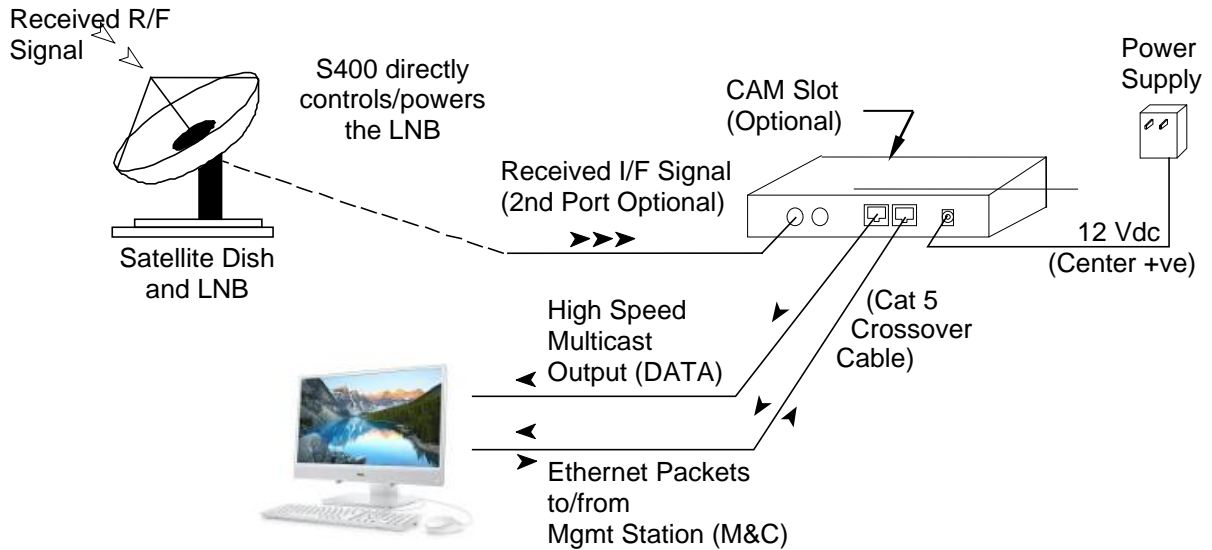 Received R/F
Signal
S400 directly
controls/powers
the LNB
CAM Slot
(Optional)
Power
Supply
Received I/F Signal
(2nd Port Optional)
12 Vdc
(Center +ve)
Satellite Dish
and LNB
High Speed
Multicast
Output (DATA)
(Cat 5
Crossover
Cable)
Ethernet Packets
to/from
Mgmt Station (M&C)